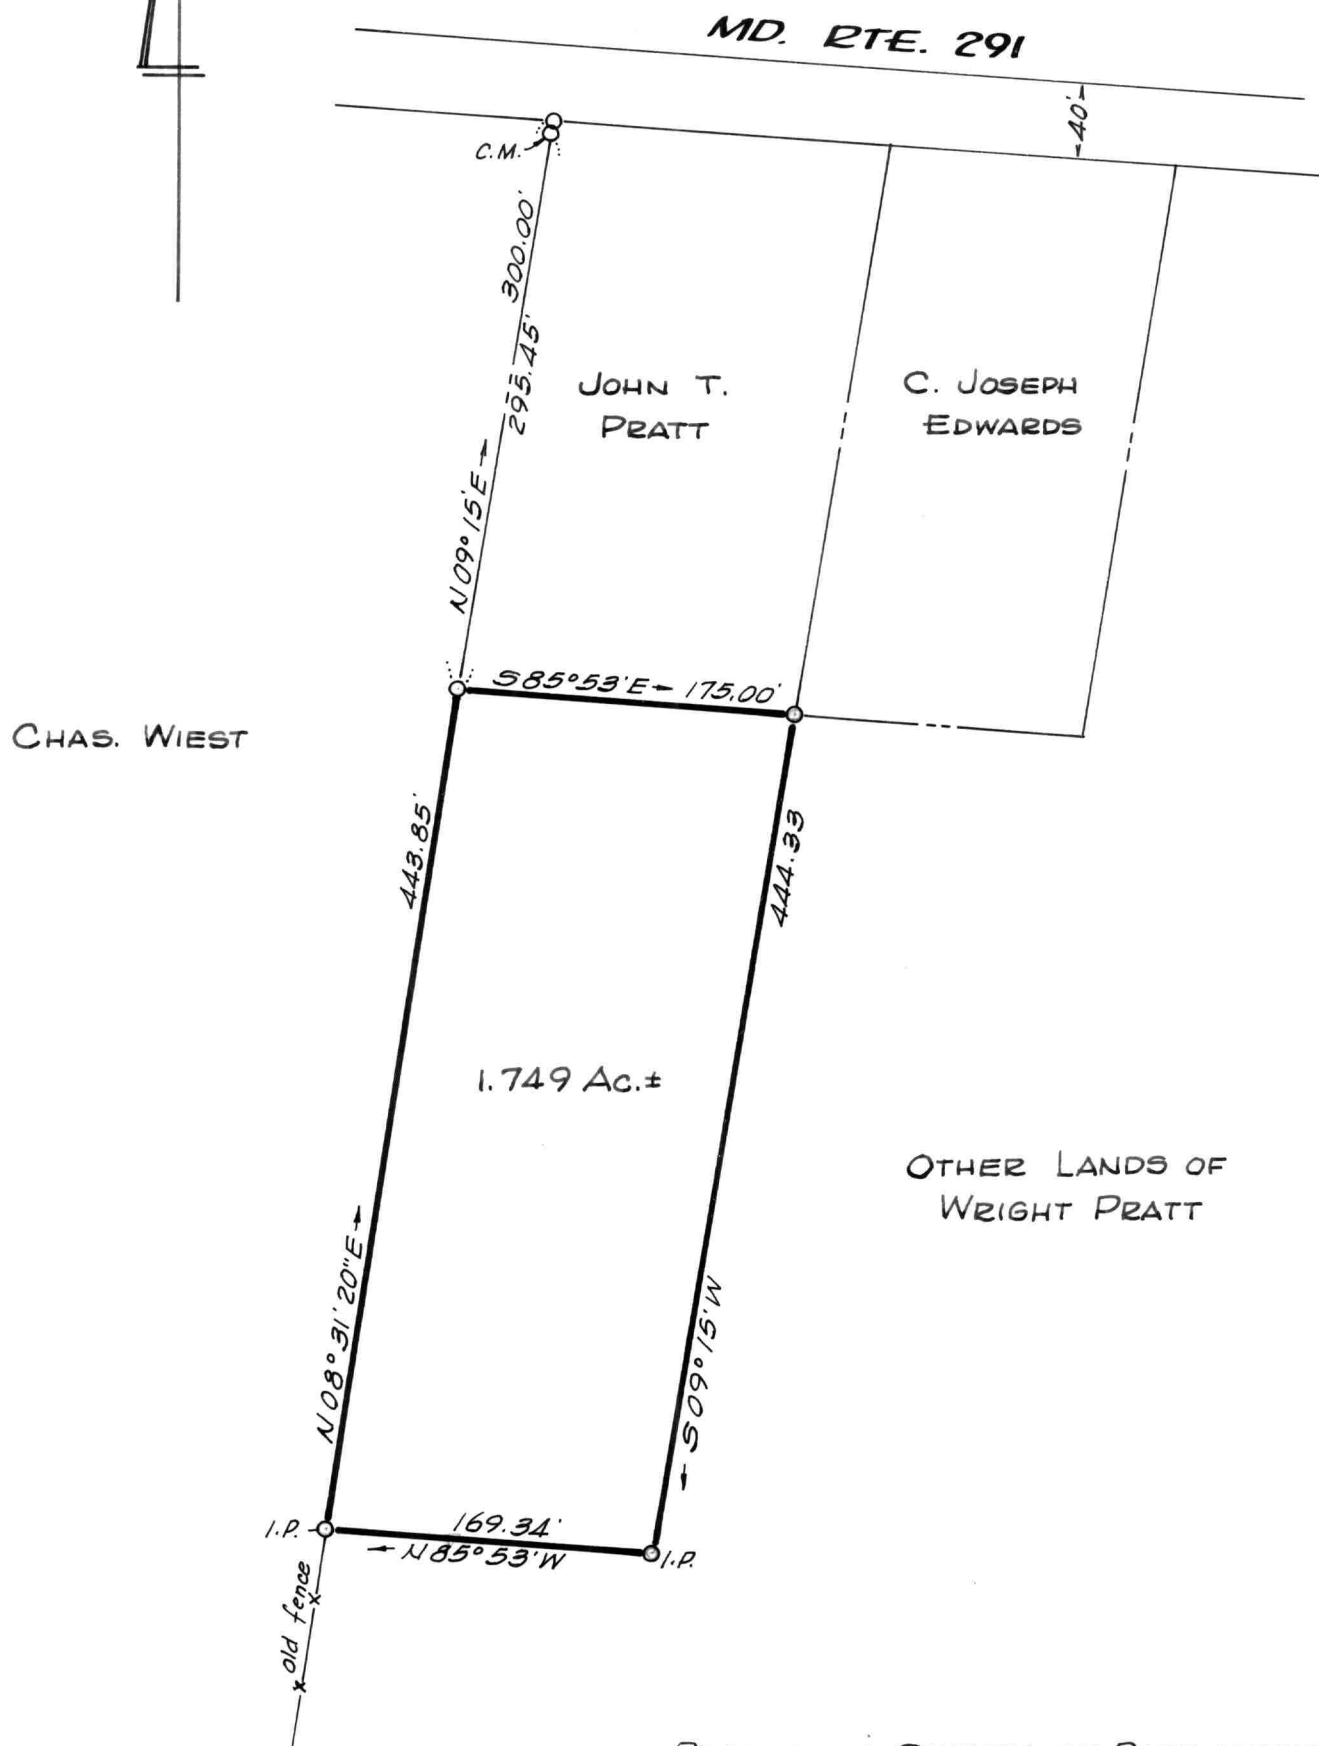 MD. RTE. 291
40'
C.M.
300.00'
295.45'
N 09° 15' E
JOHN T.
PRATT
C. JOSEPH
EDWARDS
S 85° 53' E 175.00'
CHAS. WIEST
443.85'
444.33
1.749 AC.±
OTHER LANDS OF
WRIGHT PRATT
N 08° 31' 20" E
S 09° 15' W
I.P.
169.34'
N 85° 53' W
I.P.
old fence